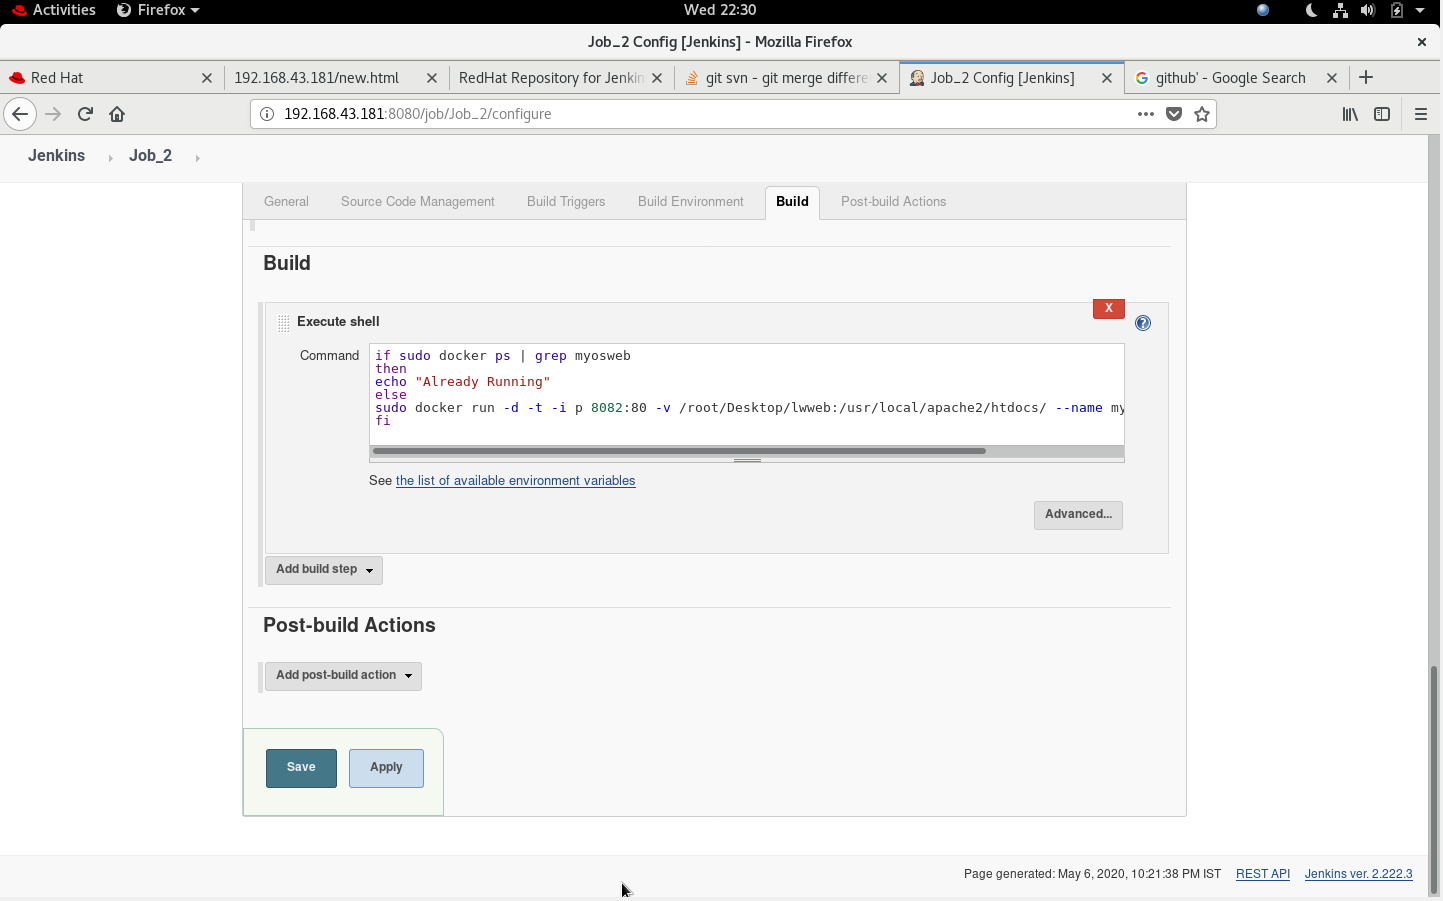 Activities Firefox Wed 22:30
Job_2 Config [Jenkins] - Mozilla Firefox
Red Hat 192.168.43.181/new.html RedHat Repository for Jenkin git svn - git merge differe Job_2 Config [Jenkins] github' - Google Search
192.168.43.181:8080/job/Job_2/configure
Jenkins Job_2
General Source Code Management Build Triggers Build Environment Build Post-build Actions
Build
X
Execute shell
Command
if sudo docker ps | grep myosweb
then
echo "Already Running"
else
sudo docker run -d -t -i p 8082:80 -v /root/Desktop/lwweb:/usr/local/apache2/htdocs/ --name my
fi
See the list of available environment variables
Advanced...
Add build step
Post-build Actions
Add post-build action
Save Apply
Page generated: May 6, 2020, 10:21:38 PM IST REST API Jenkins ver. 2.222.3